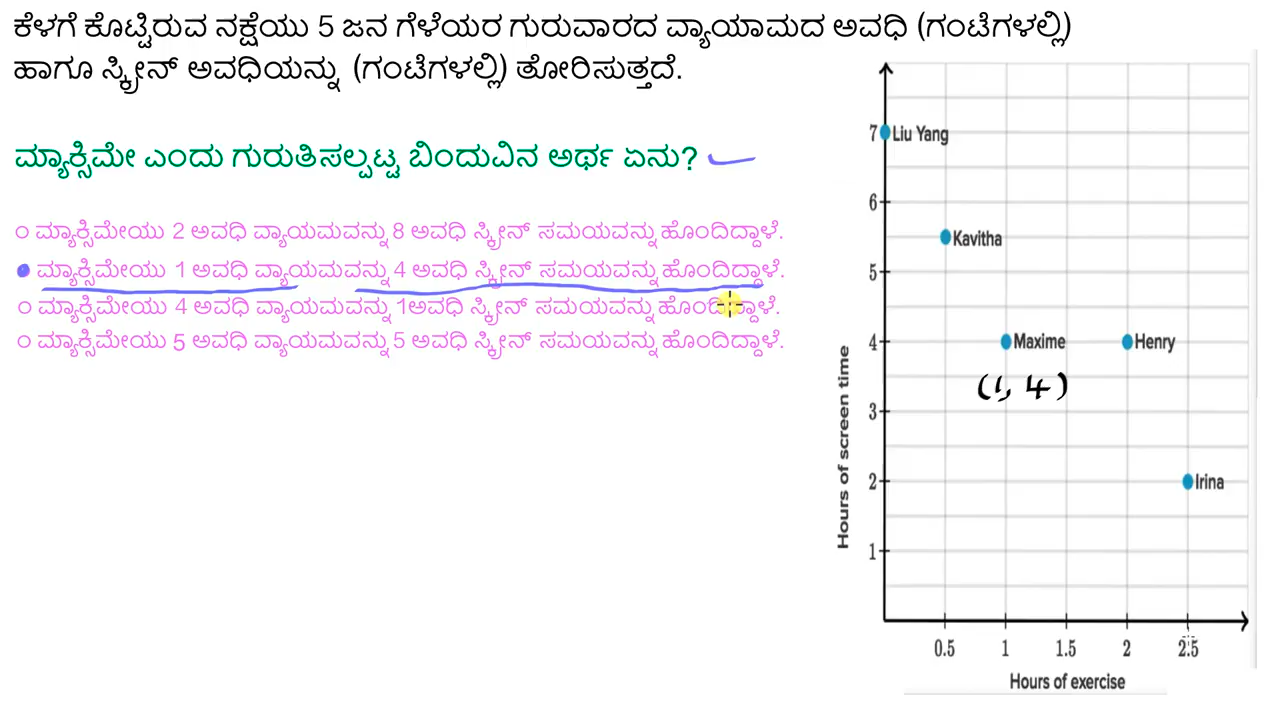 ಕೆಳಗೆ ಕೊಟ್ಟಿರುವ ನಕ್ಷೆಯು 5 ಜನ ಗೆಳೆಯರ ಗುರುವಾರದ ವ್ಯಾಯಾಮದ ಅವಧಿ (ಗಂಟೆಗಳಲ್ಲಿ)
ಹಾಗೂ ಸ್ಕ್ರೀನ್ ಅವಧಿಯನ್ನು (ಗಂಟೆಗಳಲ್ಲಿ) ತೋರಿಸುತ್ತದೆ.
ಮ್ಯಾಕ್ಸಿಮೇ ಎಂದು ಗುರುತಿಸಲ್ಪಟ್ಟ ಬಿಂದುವಿನ ಅರ್ಥ ಏನು?
ಮ್ಯಾಕ್ಸಿಮೇಯು 2 ಅವಧಿ ವ್ಯಾಯಮವನ್ನು 8 ಅವಧಿ ಸ್ಕ್ರೀನ್ ಸಮಯವನ್ನು ಹೊಂದಿದ್ದಾಳೆ.
ಮ್ಯಾಕ್ಸಿಮೇಯು 1 ಅವಧಿ ವ್ಯಾಯಮವನ್ನು 4 ಅವಧಿ ಸ್ಕ್ರೀನ್ ಸಮಯವನ್ನು ಹೊಂದಿದ್ದಾಳೆ.
ಮ್ಯಾಕ್ಸಿಮೇಯು 4 ಅವಧಿ ವ್ಯಾಯಮವನ್ನು 1ಅವಧಿ ಸ್ಕ್ರೀನ್ ಸಮಯವನ್ನು ಹೊಂದಿದ್ದಾಳೆ.
ಮ್ಯಾಕ್ಸಿಮೇಯು 5 ಅವಧಿ ವ್ಯಾಯಮವನ್ನು 5 ಅವಧಿ ಸ್ಕ್ರೀನ್ ಸಮಯವನ್ನು ಹೊಂದಿದ್ದಾಳೆ.
7 Liu Yang
6
Kavitha
5
4 Maxime Henry
(1, 4)
3
2 Irina
1
Hours of screen time
0.5 1 1.5 2 2.5
Hours of exercise